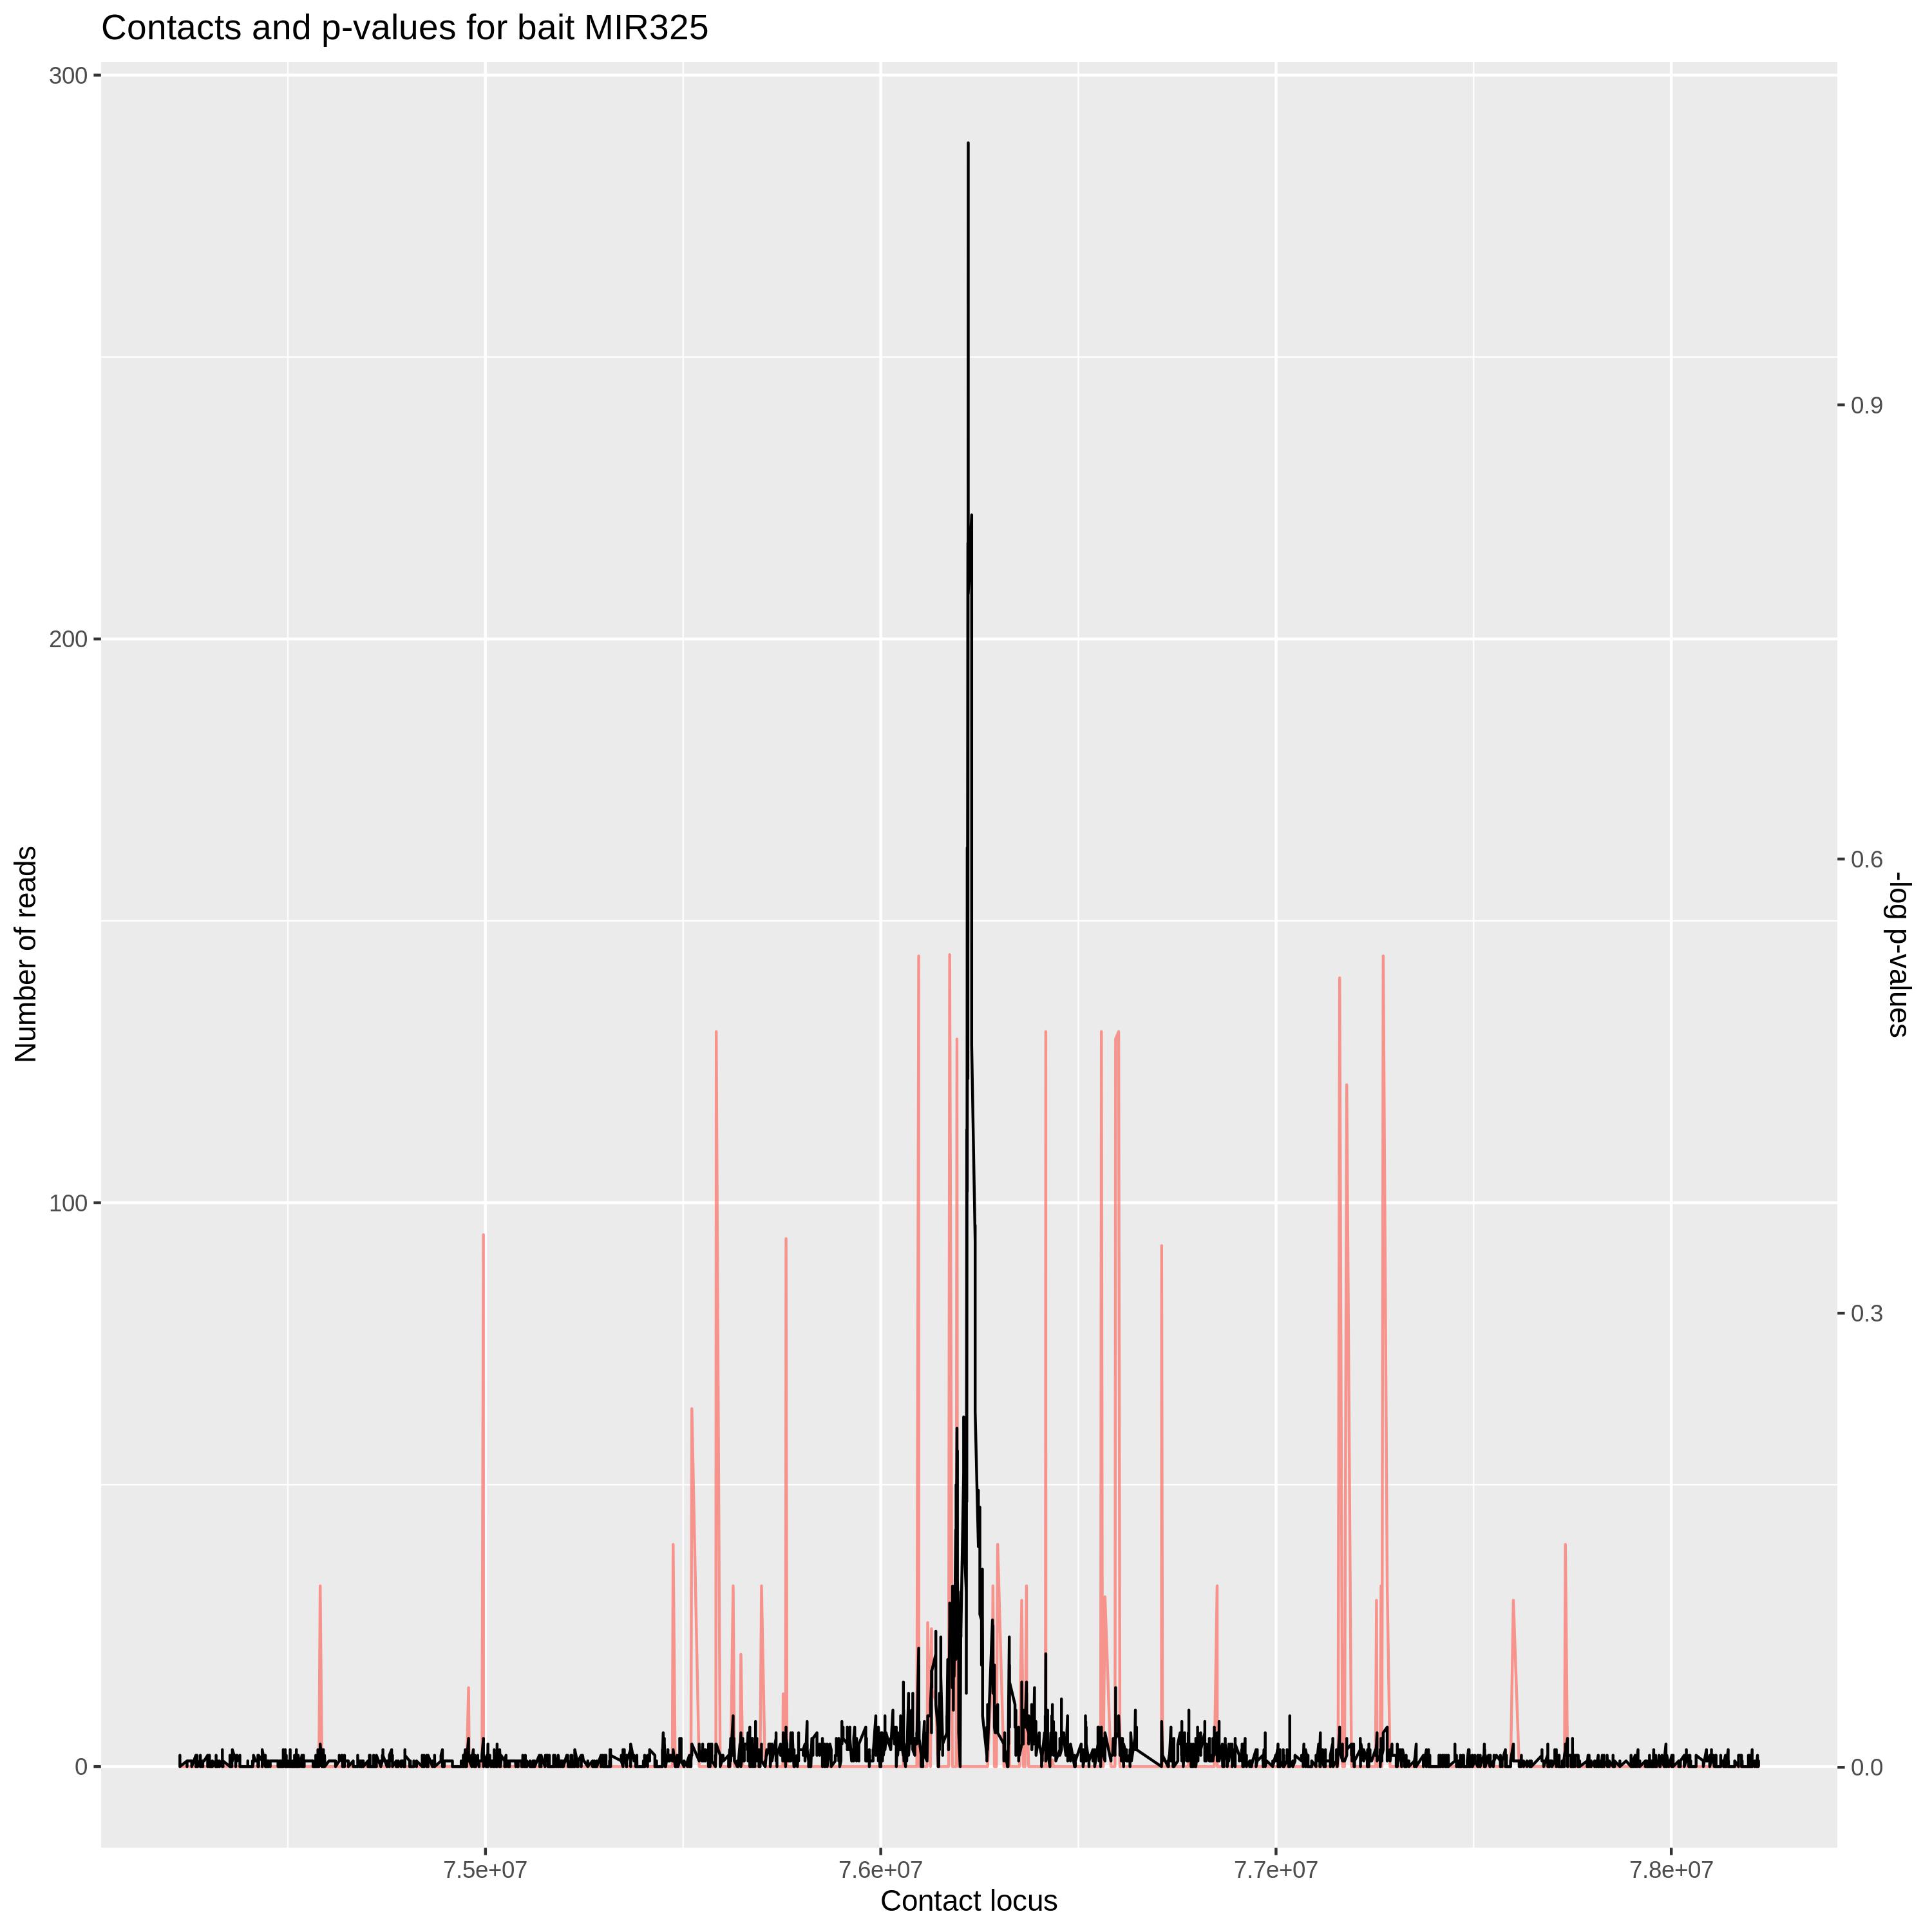 Contacts and p-values for bait MIR325
300
200
100
0
Number of reads
0.9
0.6
0.3
0.0
-log p-values
7.5e+07
7.6e+07
7.7e+07
7.8e+07
Contact locus